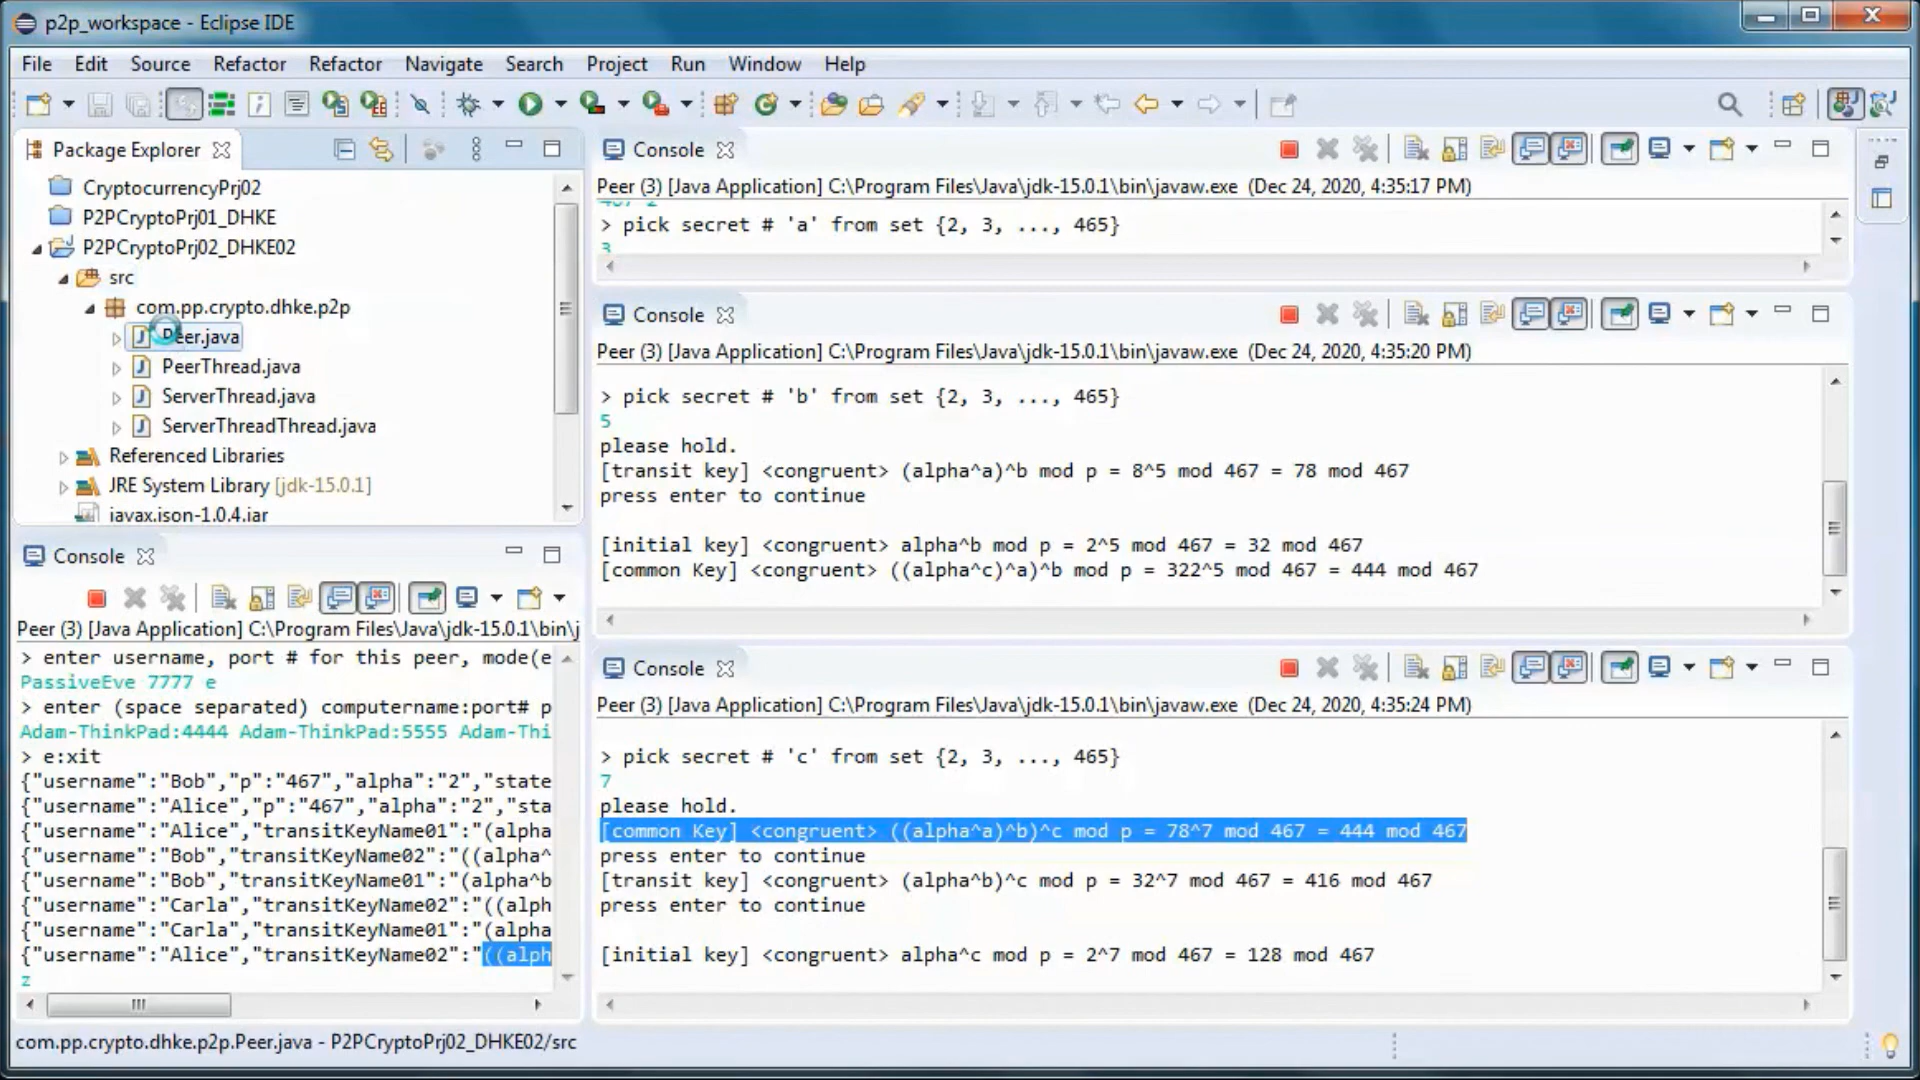 p2p_workspace - Eclipse IDE
File Edit Source Refactor Refactor Navigate Search Project Run Window Help
Package Explorer
CryptocurrencyPrj02
P2PCryptoPrj01_DHKE
P2PCryptoPrj02_DHKE02
src
com.pp.crypto.dhke.p2p
Peer.java
PeerThread.java
ServerThread.java
ServerThreadThread.java
Referenced Libraries
JRE System Library [jdk-15.0.1]
Console
Peer (3) [Java Application] C:\Program Files\Java\jdk-15.0.1\bin\j
> enter username, port # for this peer, mode(e
PassiveEve 7777 e
> enter (space separated) computername:port# p
Adam-ThinkPad:4444 Adam-ThinkPad:5555 Adam-Thi
> e:xit
{"username":"Bob","p":"467","alpha":"2","state
{"username":"Alice","p":"467","alpha":"2","sta
{"username":"Alice","transitKeyName01":"(alpha
{"username":"Bob","transitKeyName02":"((alpha^
{"username":"Bob","transitKeyName01":"(alpha^b
{"username":"Carla","transitKeyName02":"((alph
{"username":"Carla","transitKeyName01":"(alpha
{"username":"Alice","transitKeyName02":"((alph
z
Console
Peer (3) [Java Application] C:\Program Files\Java\jdk-15.0.1\bin\javaw.exe (Dec 24, 2020, 4:35:17 PM)
> pick secret # 'a' from set {2, 3, ..., 465}
3
Console
Peer (3) [Java Application] C:\Program Files\Java\jdk-15.0.1\bin\javaw.exe (Dec 24, 2020, 4:35:20 PM)
> pick secret # 'b' from set {2, 3, ..., 465}
5
please hold.
[transit key] <congruent> (alpha^a)^b mod p = 8^5 mod 467 = 78 mod 467
press enter to continue
[initial key] <congruent> alpha^b mod p = 2^5 mod 467 = 32 mod 467
[common Key] <congruent> ((alpha^c)^a)^b mod p = 322^5 mod 467 = 444 mod 467
Console
Peer (3) [Java Application] C:\Program Files\Java\jdk-15.0.1\bin\javaw.exe (Dec 24, 2020, 4:35:24 PM)
> pick secret # 'c' from set {2, 3, ..., 465}
7
please hold.
[common Key] <congruent> ((alpha^a)^b)^c mod p = 78^7 mod 467 = 444 mod 467
press enter to continue
[transit key] <congruent> (alpha^b)^c mod p = 32^7 mod 467 = 416 mod 467
press enter to continue
[initial key] <congruent> alpha^c mod p = 2^7 mod 467 = 128 mod 467
com.pp.crypto.dhke.p2p.Peer.java - P2PCryptoPrj02_DHKE02/src